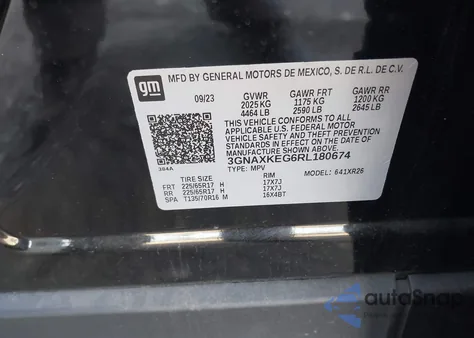 gm
MFD BY GENERAL MOTORS DE MEXICO, S. DE R.L. DE C.V.
09/23 GVWR GAWR FRT GAWR RR
2025 KG 1175 KG 1200 KG
4464 LB 2590 LB 2645 LB
THIS VEHICLE CONFORMS TO ALL APPLICABLE
U.S. FEDERAL MOTOR VEHICLE SAFETY
STANDARDS IN EFFECT ON THE DATE OF
MANUFACTURE SHOWN ABOVE.
3GNAXKEG6RL180674
TYPE: MPV MODEL: 641XR26
384A
TIRE SIZE RIM
FRT 225/65R17 H 17X7J
RR 225/65R17 H 17X7J
SPA T135/70R16 M 16X4BT
autoSnap